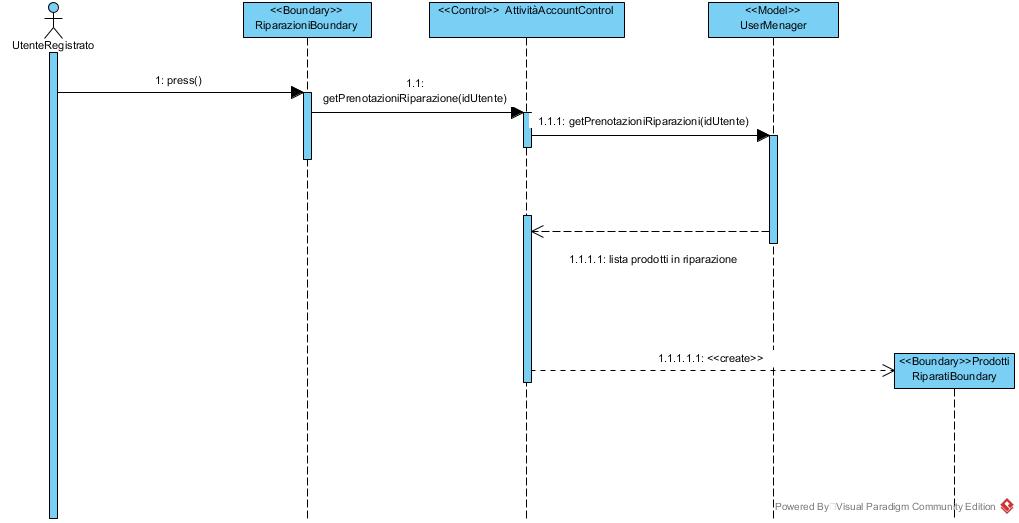 UtenteRegistrato
<<Boundary>>
RiparazioniBoundary
<<Control>> AttivitàAccountControl
<<Model>>
UserMenager
1: press()
1.1:
getPrenotazioniRiparazione(idUtente)
1.1.1: getPrenotazioniRiparazioni(idUtente)
1.1.1.1: lista prodotti in riparazione
1.1.1.1.1: <<create>>
<<Boundary>>Prodotti
RiparatiBoundary
Powered By Visual Paradigm Community Edition